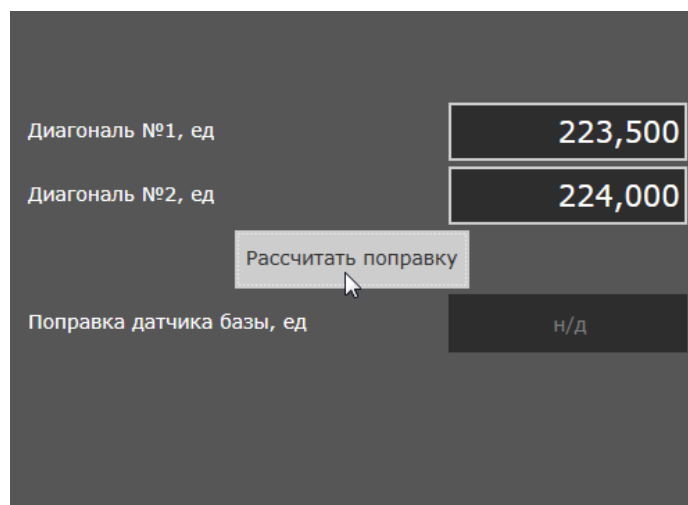 Диагональ №1, ед
223,500
Диагональ №2, ед
224,000
Рассчитать поправку
Поправка датчика базы, ед
н/д